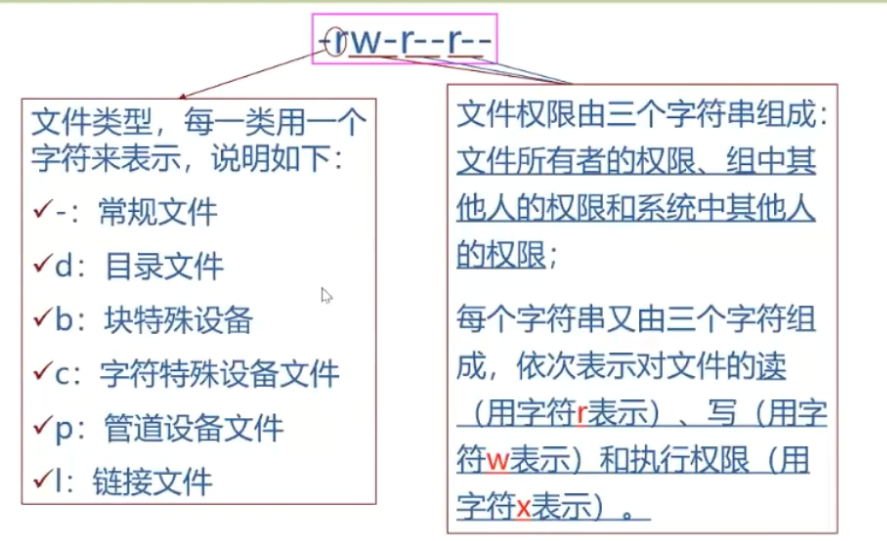 -rw-r--r--
文件类型，每一类用一个
字符来表示，说明如下：
✓-：常规文件
✓d：目录文件
✓b：块特殊设备
✓c：字符特殊设备文件
✓p：管道设备文件
✓l：链接文件
文件权限由三个字符串组成：
文件所有者的权限、组中其
他人的权限和系统中其他人
的权限；
每个字符串又由三个字符组
成，依次表示对文件的读
（用字符r表示）、写（用字
符w表示）和执行权限（用
字符x表示）。